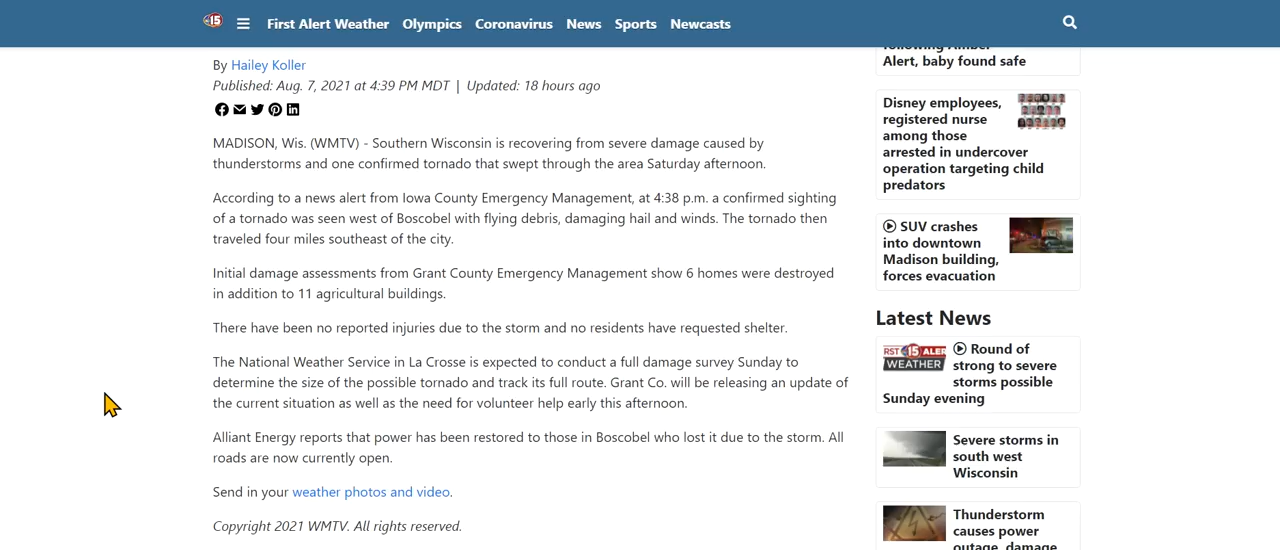 15
First Alert Weather Olympics Coronavirus News Sports Newscasts
By Hailey Koller
Published: Aug. 7, 2021 at 4:39 PM MDT | Updated: 18 hours ago
MADISON, Wis. (WMTV) - Southern Wisconsin is recovering from severe damage caused by
thunderstorms and one confirmed tornado that swept through the area Saturday afternoon.
According to a news alert from Iowa County Emergency Management, at 4:38 p.m. a confirmed sighting
of a tornado was seen west of Boscobel with flying debris, damaging hail and winds. The tornado then
traveled four miles southeast of the city.
Initial damage assessments from Grant County Emergency Management show 6 homes were destroyed
in addition to 11 agricultural buildings.
There have been no reported injuries due to the storm and no residents have requested shelter.
The National Weather Service in La Crosse is expected to conduct a full damage survey Sunday to
determine the size of the possible tornado and track its full route. Grant Co. will be releasing an update of
the current situation as well as the need for volunteer help early this afternoon.
Alliant Energy reports that power has been restored to those in Boscobel who lost it due to the storm. All
roads are now currently open.
Send in your weather photos and video.
Copyright 2021 WMTV. All rights reserved.
following Amber
Alert, baby found safe
Disney employees,
registered nurse
among those
arrested in undercover
operation targeting child
predators
SUV crashes
into downtown
Madison building,
forces evacuation
Latest News
RST 15 ALER
WEATHER
Round of
strong to severe
storms possible
Sunday evening
Severe storms in
south west
Wisconsin
Thunderstorm
causes power
outage, damage